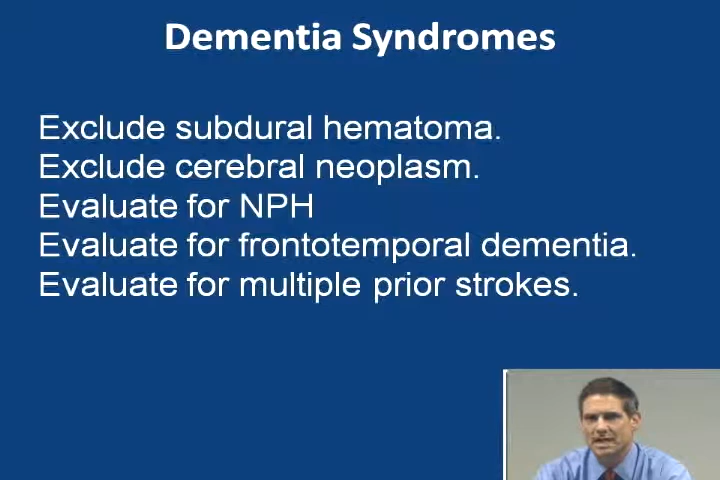 Dementia Syndromes
Exclude subdural hematoma.
Exclude cerebral neoplasm.
Evaluate for NPH
Evaluate for frontotemporal dementia.
Evaluate for multiple prior strokes.